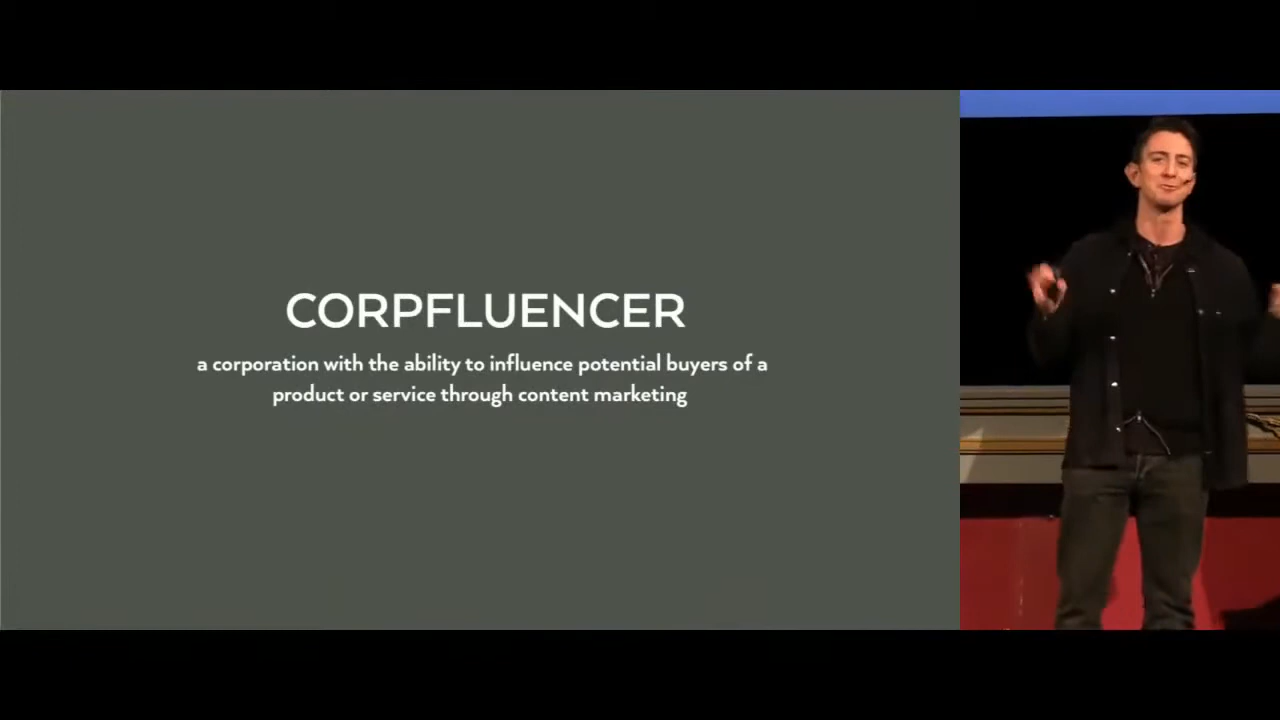 CORPFLUENCER
a corporation with the ability to influence potential buyers of a
product or service through content marketing